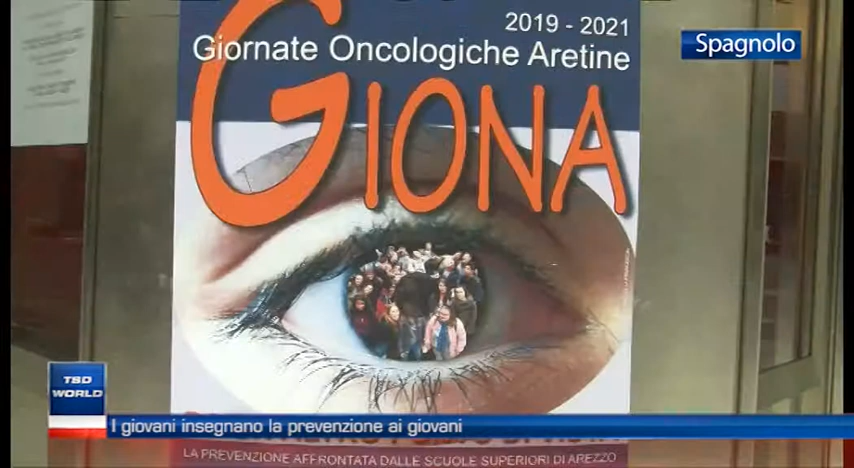 2019 - 2021
Giornate Oncologiche Aretine
Spagnolo
GIONA
TSD
WORLD
I giovani insegnano la prevenzione ai giovani
LA PREVENZIONE AFFRONTATA DALLE SCUOLE SUPERIORI DI AREZZO